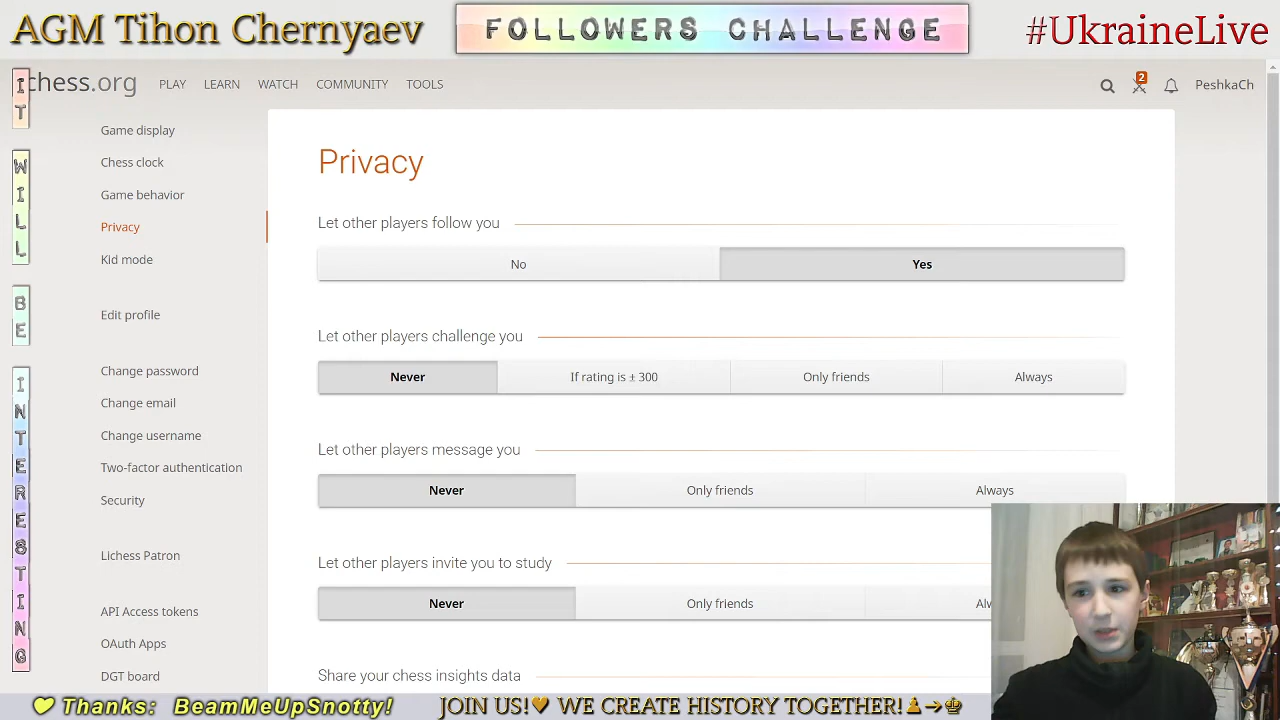 AGM Tihon Chernyaev
FOLLOWERS CHALLENGE
#UkraineLive
IT
WILL
BE
INTERESTING
chess.org
PLAY
LEARN
WATCH
COMMUNITY
TOOLS
2
PeshkaCh
Game display
Chess clock
Game behavior
Privacy
Kid mode
Edit profile
Change password
Change email
Change username
Two-factor authentication
Security
Lichess Patron
API Access tokens
OAuth Apps
DGT board
Privacy
Let other players follow you
No
Yes
Let other players challenge you
Never
If rating is ± 300
Only friends
Always
Let other players message you
Never
Only friends
Always
Let other players invite you to study
Never
Only friends
Share your chess insights data
Thanks: BeamMeUpSnotty!
JOIN US! WE CREATE HISTORY TOGETHER!